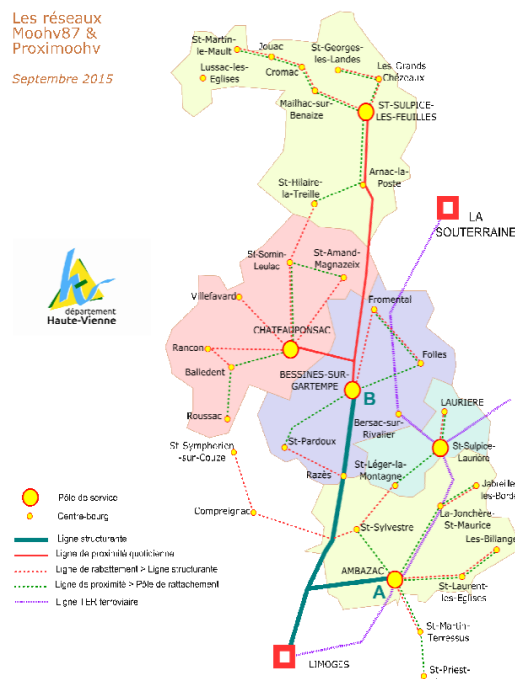 Les réseaux
Moohv87 &
Proximoohv
Septembre 2015
St-Martin-
le-Mault
Jouac
St-Georges-
les-Landes
Lussac-les-
Eglises
Cromac
Les Grands
Chézeaux
Mailhac-sur-
Benaize
ST-SULPICE-
LES-FEUILLES
Arnac-la-
Poste
St-Hilaire-
la-Treille
LA
SOUTERRAINE
St-Sornin-
Leulac
St-Amand-
Magnazeix
Villefavard
Fromental
département
Haute-Vienne
CHATEAUPONSAC
Rancon
Balledent
Folles
BESSINES-SUR-
GARTEMPE
B
Roussac
LAURIERE
Bersac-sur-
Rivalier
St-Symphorien
-sur-Couze
St-Pardoux
St-Sulpice-
Laurière
St-Léger-la-
Montagne
Razès
Jabreilles-
les-Borde
Pôle de service
Centre-bourg
Compreignac
La-Jonchère-
St-Maurice
St-Sylvestre
Les-Billange
Ligne structurante
Ligne de proximité quoticienne
Ligne de rabattement > Ligne structurante
Ligne de proximité > Pôle de rattachement
Ligne TER ferroviaire
AMBAZAC
A
St-Laurent-
les-Eglises
St-Martin-
Terressus
LIMOGES
St-Priest-